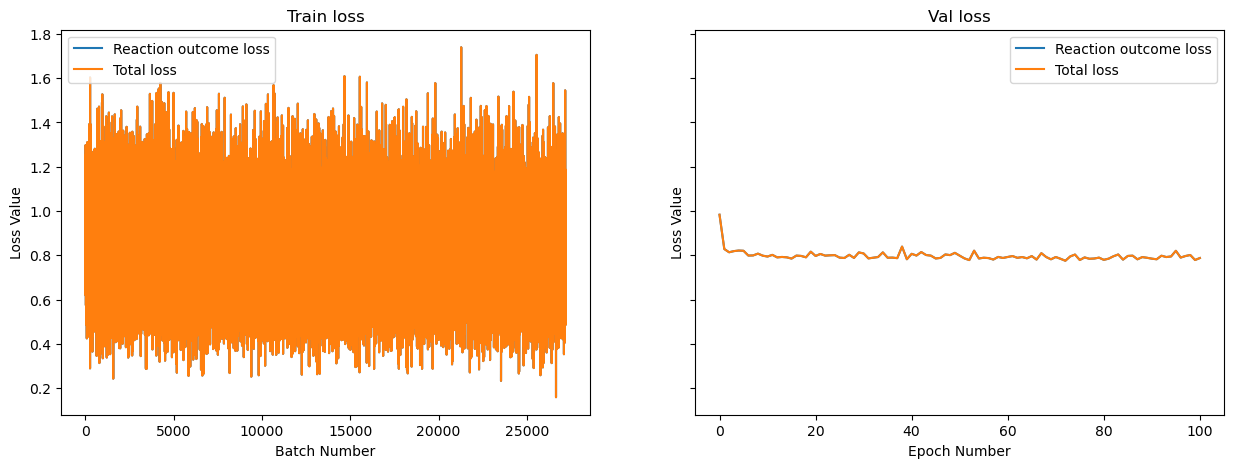 Train loss
Reaction outcome loss
Total loss
1.8
1.6
1.4
1.2
1.0
0.8
0.6
0.4
0.2
Loss Value
0 5000 10000 15000 20000 25000
Batch Number
Val loss
Reaction outcome loss
Total loss
Loss Value
0 20 40 60 80 100
Epoch Number